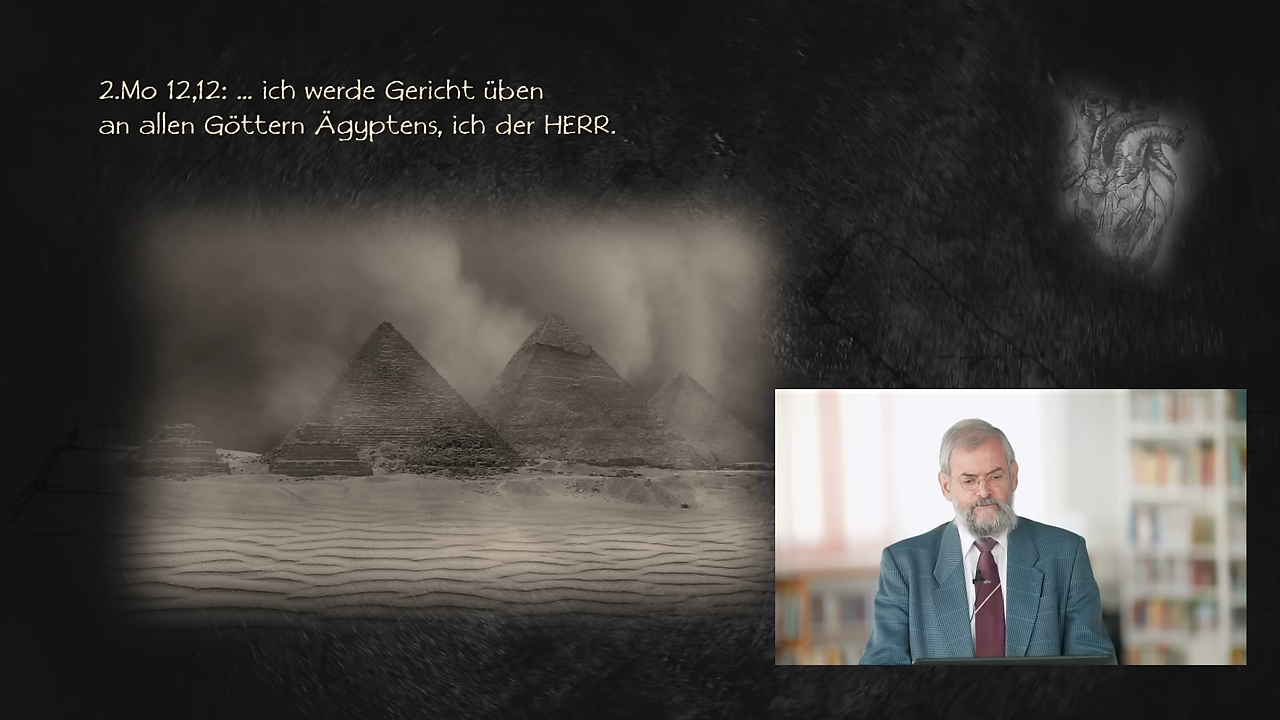 2.Mo 12,12: ... ich werde Gericht üben
an allen Göttern Ägyptens, ich der HERR.